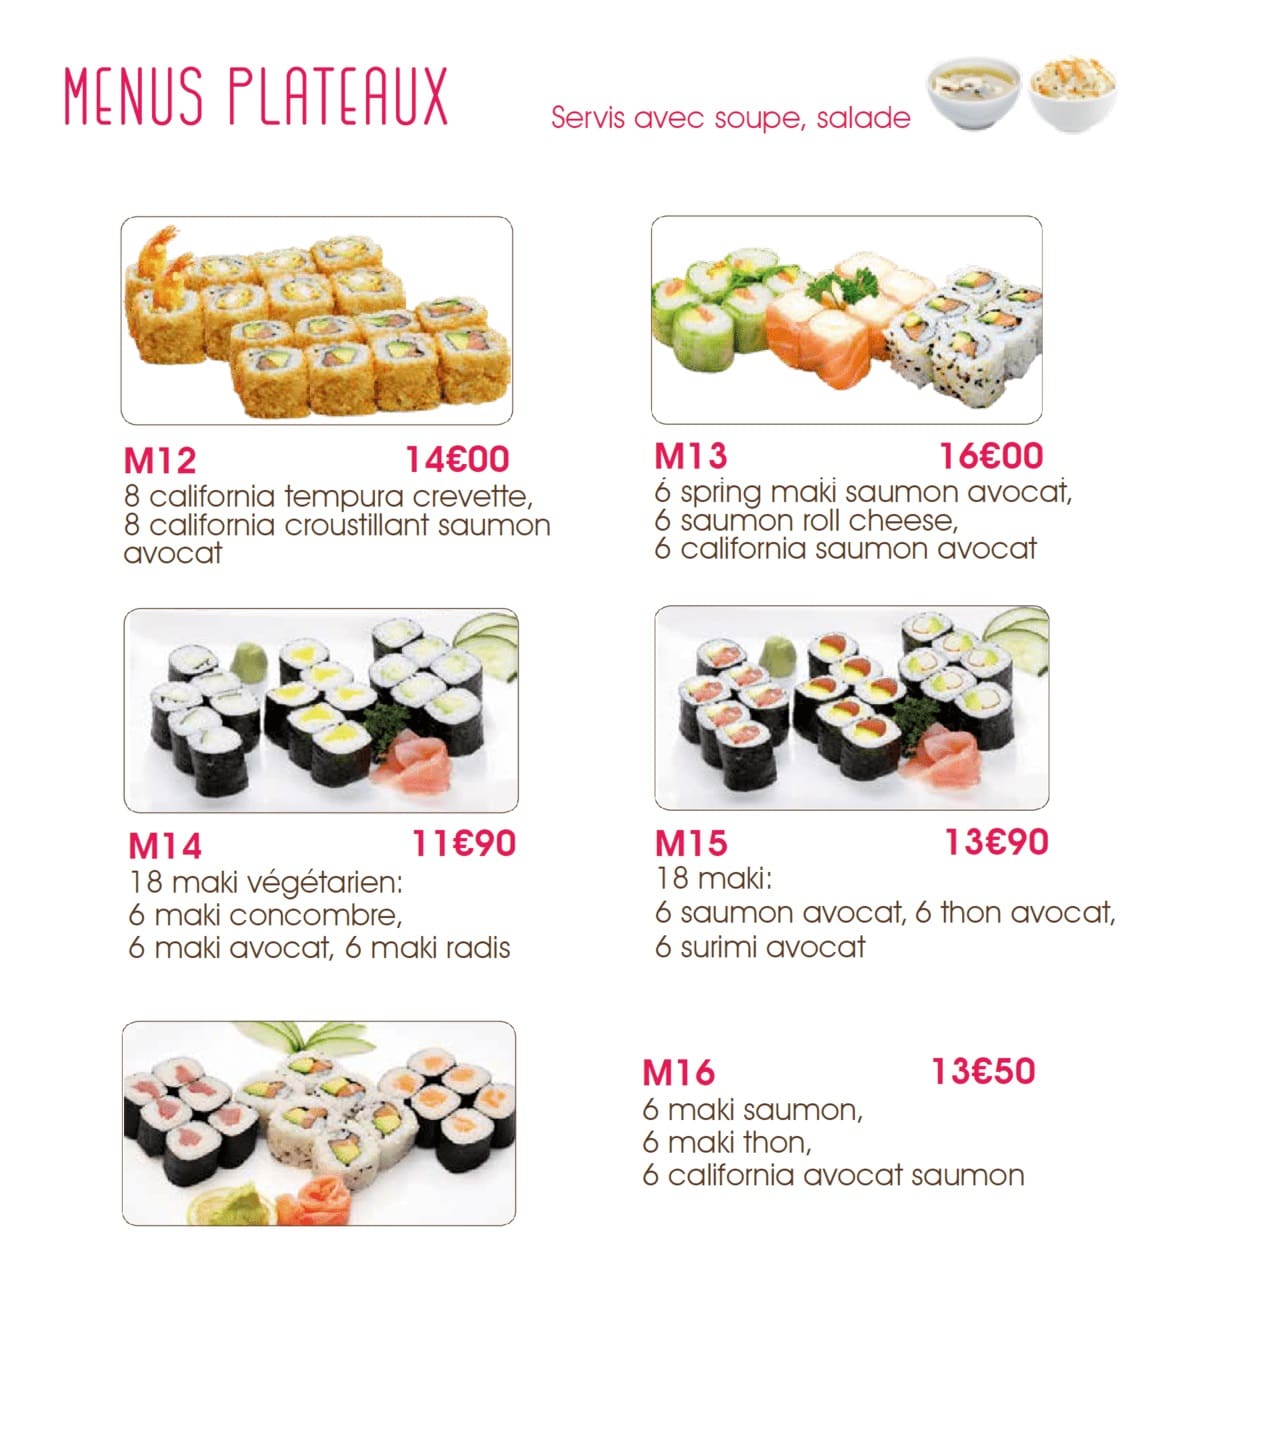 MENUS PLATEAUX
Servis avec soupe, salade
M12 14€00
8 california tempura crevette,
8 california croustillant saumon
avocat
M13 16€00
6 spring maki saumon avocat,
6 saumon roll cheese,
6 california saumon avocat
M14 11€90
18 maki végétarien:
6 maki concombre,
6 maki avocat, 6 maki radis
M15 13€90
18 maki:
6 saumon avocat, 6 thon avocat,
6 surimi avocat
M16 13€50
6 maki saumon,
6 maki thon,
6 california avocat saumon